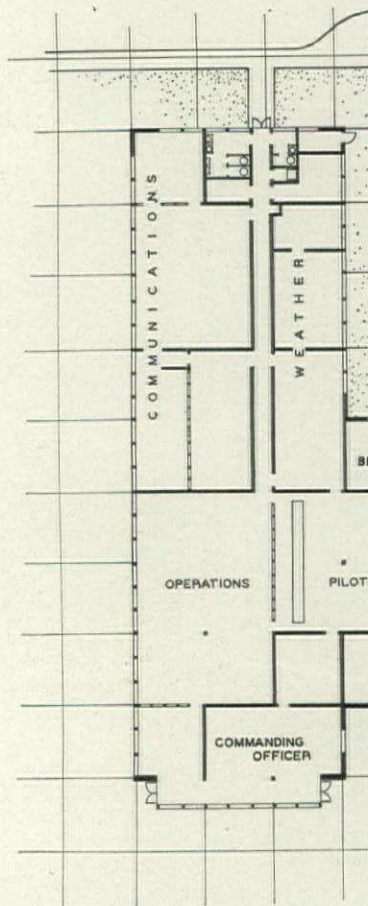 COMMUNICATIONS
WEATHER
OPERATIONS
PILOT
COMMANDING
OFFICER